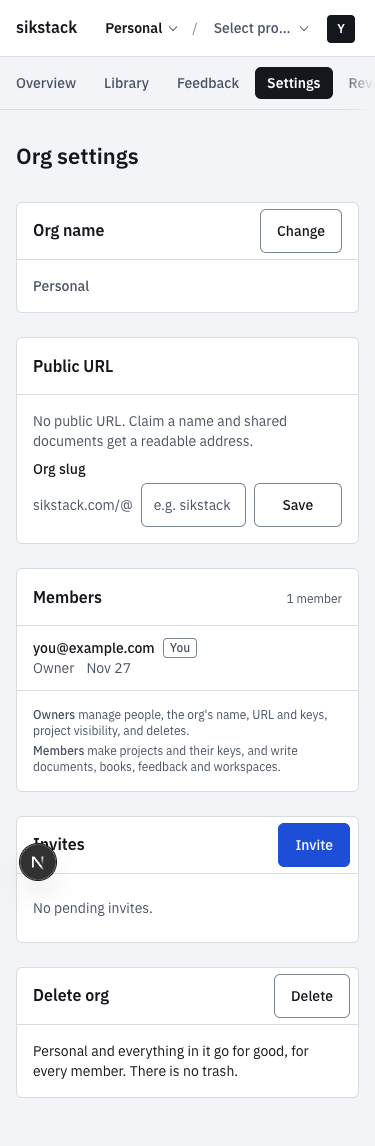 sikstack Personal / Select pro... Y
Overview Library Feedback Settings
Org settings
Org name Change
Personal
Public URL
No public URL. Claim a name and shared
documents get a readable address.
Org slug
sikstack.com/@ e.g. sikstack Save
Members 1 member
you@example.com You
Owner Nov 27
Owners manage people, the org's name, URL and keys,
project visibility, and deletes.
Members make projects and their keys, and write
documents, books, feedback and workspaces.
Invites Invite
N
No pending invites.
Delete org Delete
Personal and everything in it go for good, for
every member. There is no trash.